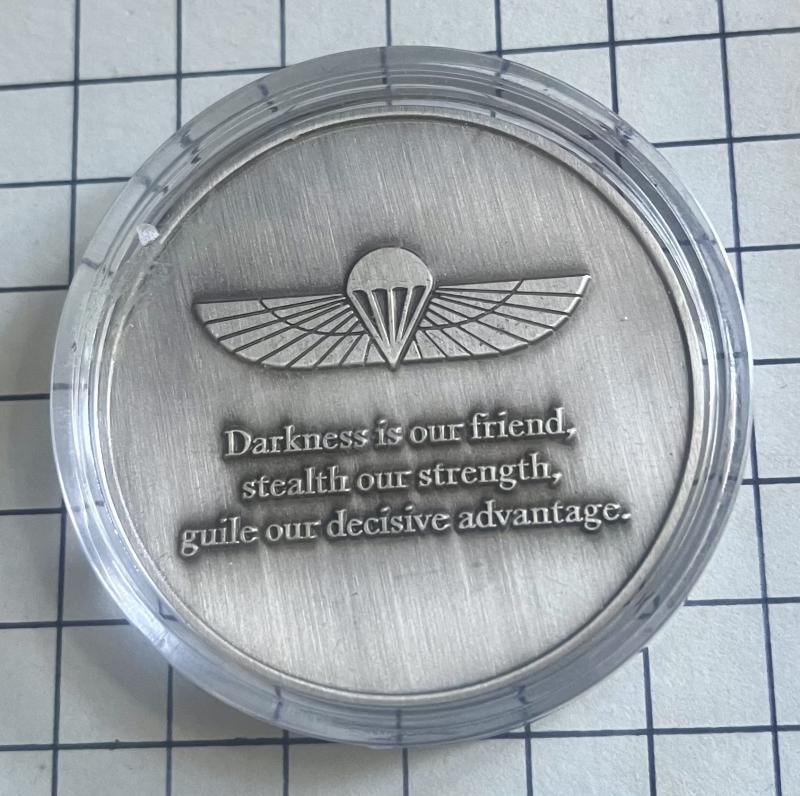 Darkness is our friend,
stealth our strength,
guile our decisive advantage.